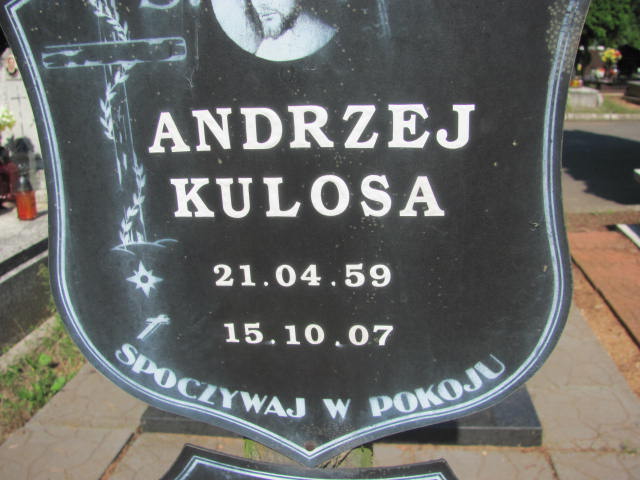 ANDRZEJ
KULOSA
21.04.59
15.10.07
SPOCZYWAJ W POKOJU